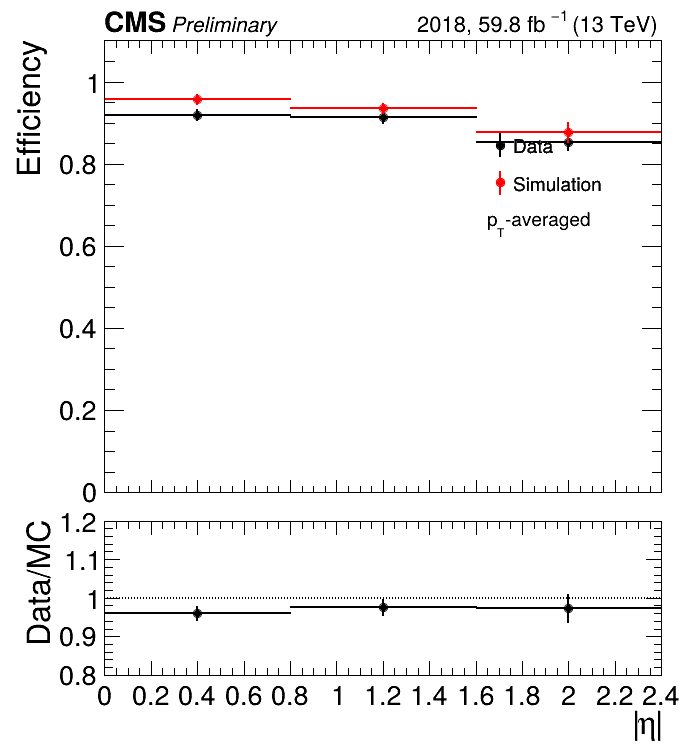 CMS Preliminary 2018, 59.8 fb⁻¹ (13 TeV)
Efficiency
1
0.8
0.6
0.4
0.2
0
Data
Simulation
p_T-averaged
Data/MC
1.2
1.1
1
0.9
0.8
0 0.2 0.4 0.6 0.8 1 1.2 1.4 1.6 1.8 2 2.2 2.4
|η|